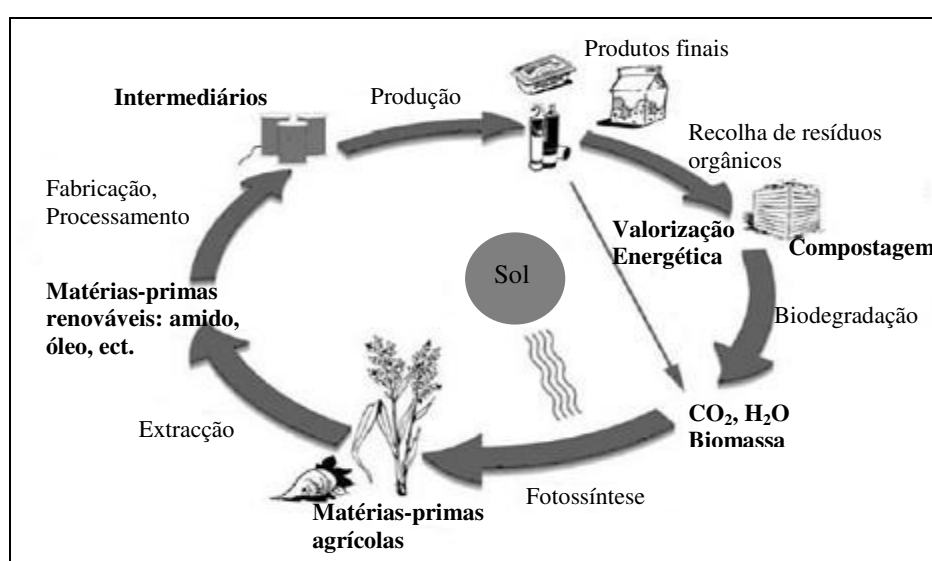 Produtos finais
Intermediários
Produção
Recolha de resíduos
orgânicos
Fabricação,
Processamento
Valorização
Energética
Compostagem
Sol
Matérias-primas
renováveis: amido,
óleo, ect.
Biodegradação
CO₂, H₂O
Biomassa
Extracção
Fotossíntese
Matérias-primas
agrícolas